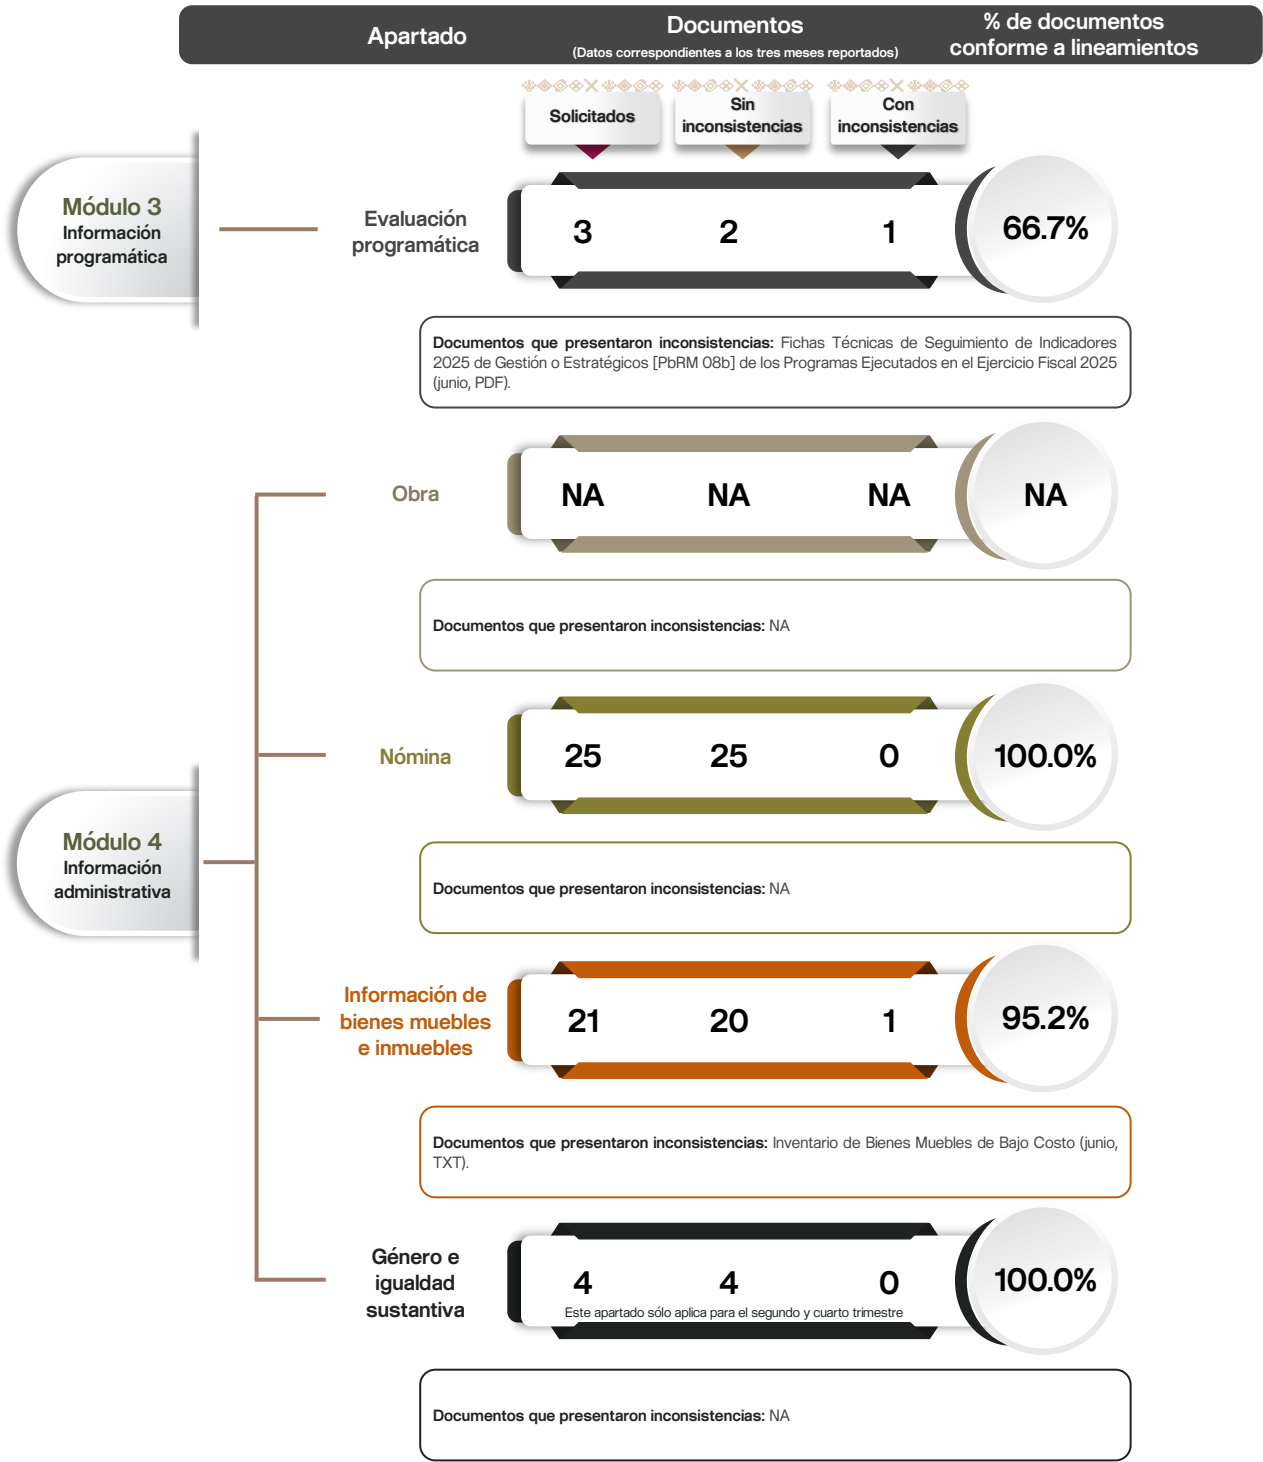 Apartado
Documentos
(Datos correspondientes a los tres meses reportados)
% de documentos
conforme a lineamientos
Solicitados
Sin
inconsistencias
Con
inconsistencias
Módulo 3
Información
programática
Evaluación
programática
3 2 1 66.7%
Documentos que presentaron inconsistencias: Fichas Técnicas de Seguimiento de Indicadores
2025 de Gestión o Estratégicos [PbRM 08b] de los Programas Ejecutados en el Ejercicio Fiscal 2025
(junio, PDF).
Módulo 4
Información
administrativa
Obra
NA NA NA NA
Documentos que presentaron inconsistencias: NA
Nómina
25 25 0 100.0%
Documentos que presentaron inconsistencias: NA
Información de
bienes muebles
e inmuebles
21 20 1 95.2%
Documentos que presentaron inconsistencias: Inventario de Bienes Muebles de Bajo Costo (junio,
TXT).
Género e
igualdad
sustantiva
4 4 0 100.0%
Este apartado sólo aplica para el segundo y cuarto trimestre
Documentos que presentaron inconsistencias: NA